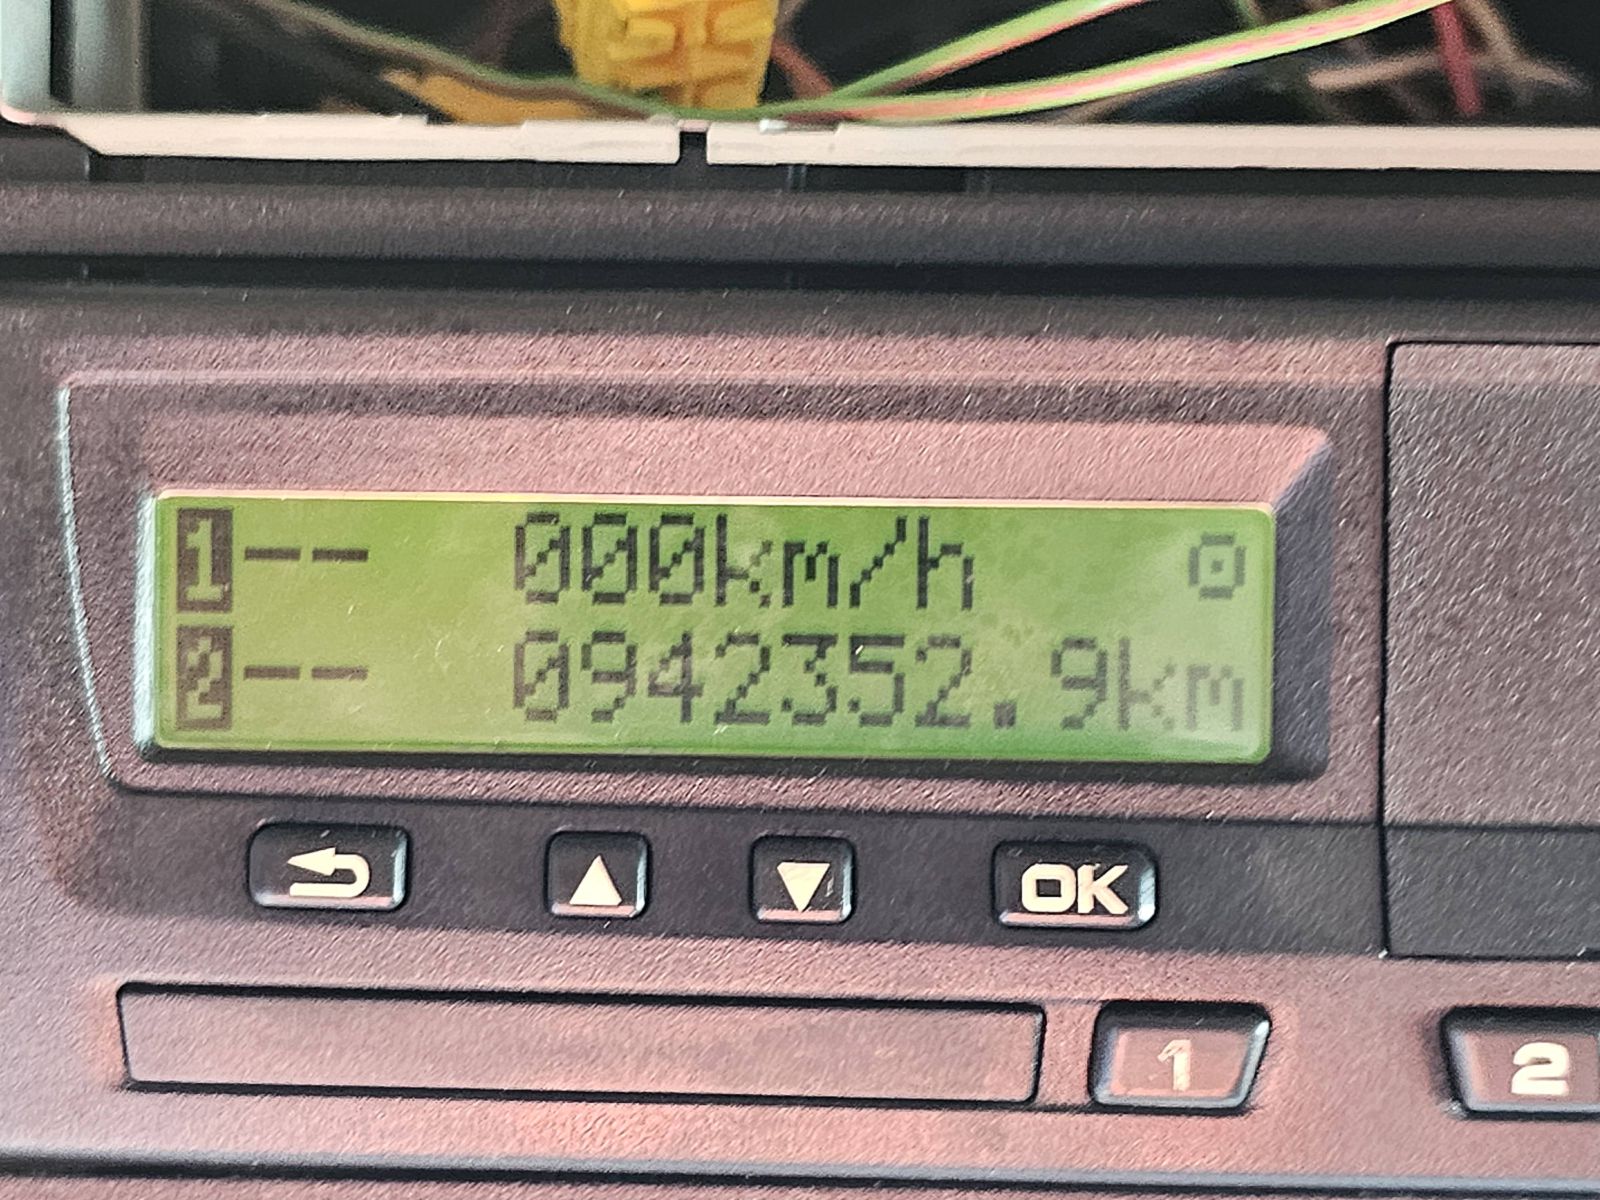 1-- 000km/h ⊡
2-- 0942352.9km
OK
1 2